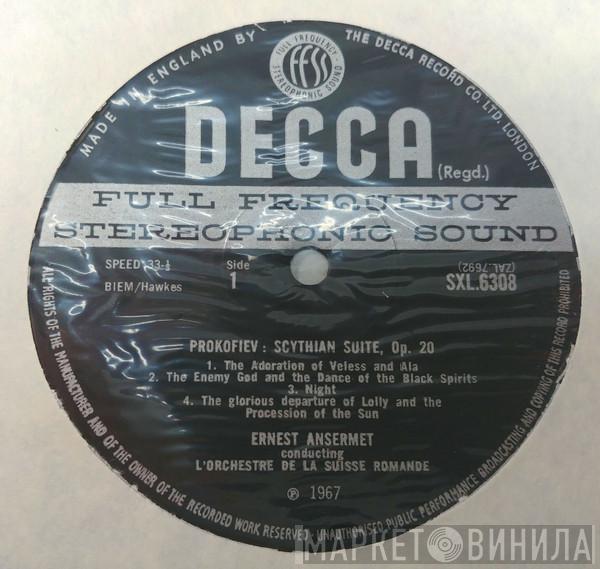 MADE IN ENGLAND BY
THE DECCA RECORD CO. LTD. LONDON
FULL FREQUENCY
FFSS
STEREOPHONIC SOUND
DECCA
(Regd.)
FULL FREQUENCY
STEREOPHONIC SOUND
SPEED 33⅓
Side
1
(ZAL.7692)
BIEM/Hawkes
SXL.6308
PROKOFIEV : SCYTHIAN SUITE, Op. 20
1. The Adoration of Veless and Ala
2. The Enemy God and the Dance of the Black Spirits
3. Night
4. The glorious departure of Lolly and the
Procession of the Sun
ERNEST ANSERMET
conducting
L'ORCHESTRE DE LA SUISSE ROMANDE
℗ 1967
ALL RIGHTS OF THE MANUFACTURER AND OF THE OWNER OF THE RECORDED WORK RESERVED. UNAUTHORISED PUBLIC PERFORMANCE BROADCASTING AND COPYING OF THIS RECORD PROHIBITED
МАРКЕТ ВИНИЛА